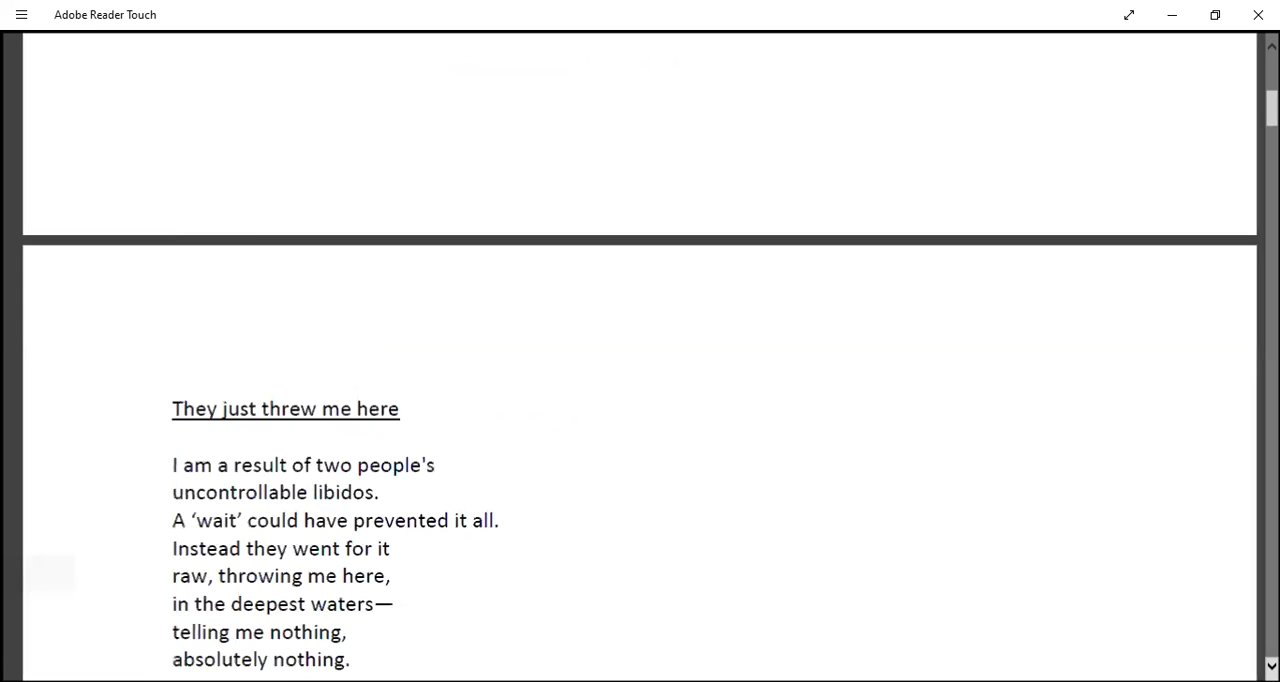 Adobe Reader Touch
They just threw me here
I am a result of two people's
uncontrollable libidos.
A ‘wait’ could have prevented it all.
Instead they went for it
raw, throwing me here,
in the deepest waters—
telling me nothing,
absolutely nothing.